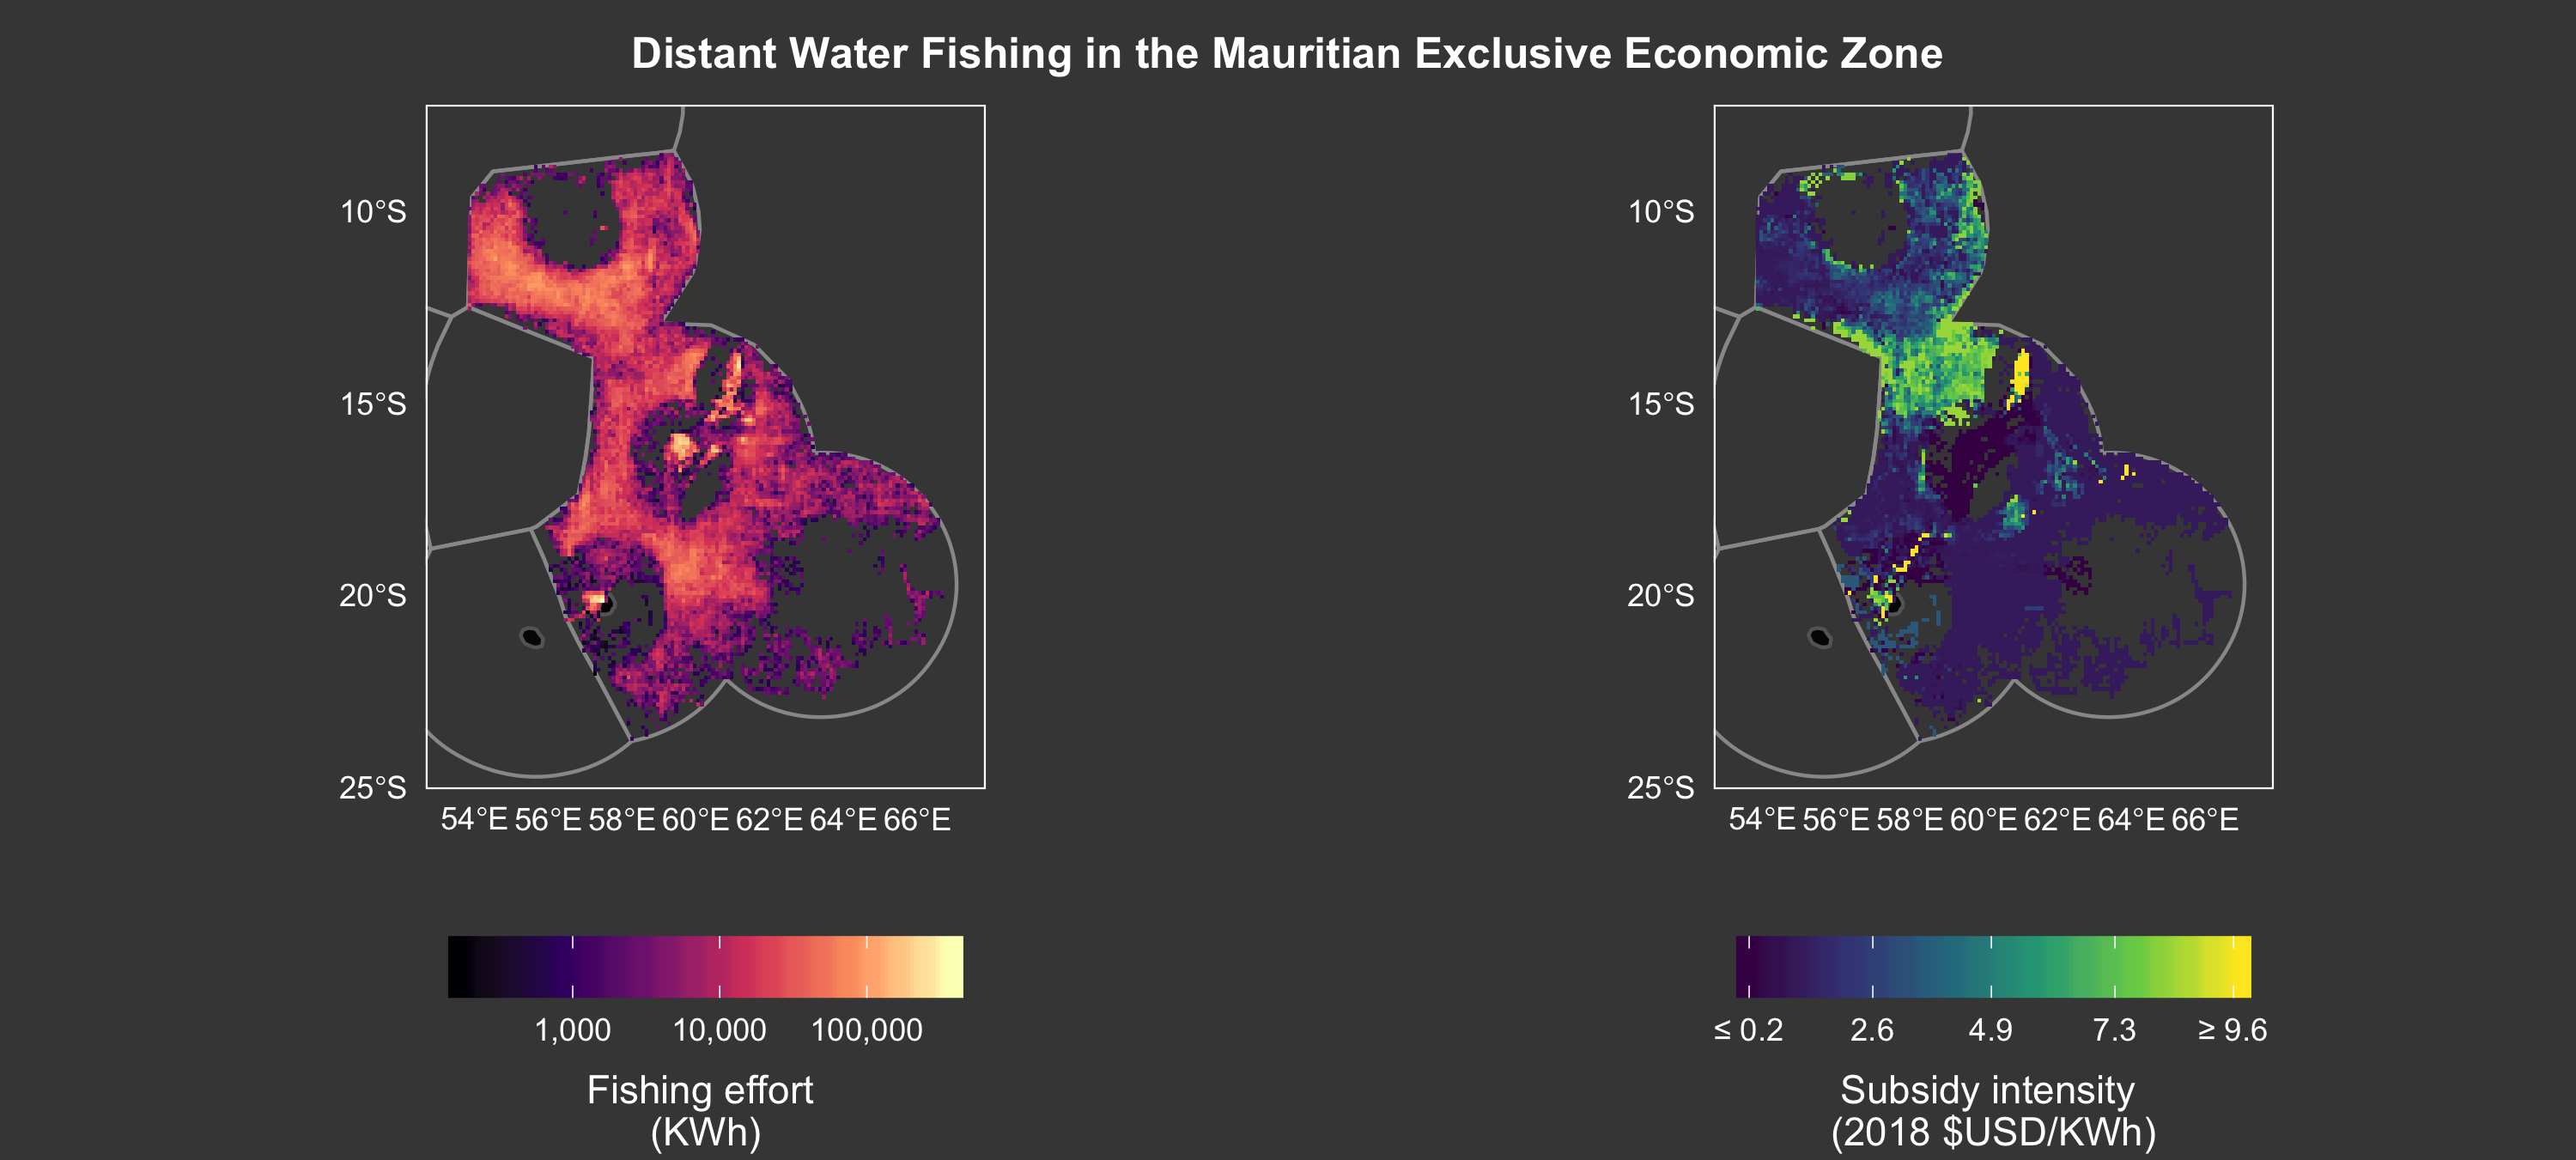 Distant Water Fishing in the Mauritian Exclusive Economic Zone
10°S
15°S
20°S
25°S
54°E 56°E 58°E 60°E 62°E 64°E 66°E
1,000 10,000 100,000
Fishing effort
(KWh)
10°S
15°S
20°S
25°S
54°E 56°E 58°E 60°E 62°E 64°E 66°E
≤ 0.2 2.6 4.9 7.3 ≥ 9.6
Subsidy intensity
(2018 $USD/KWh)